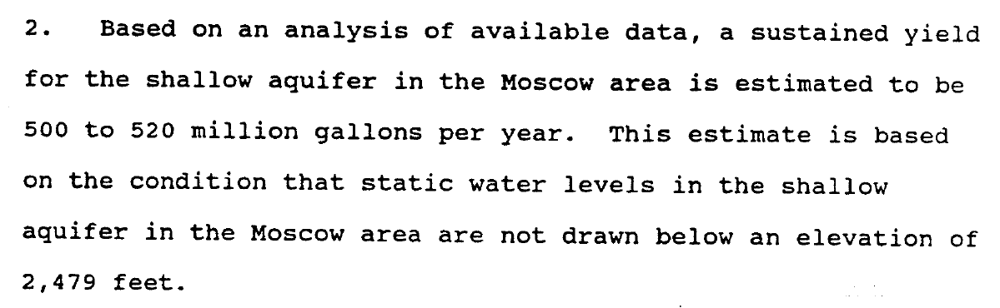 2. Based on an analysis of available data, a sustained yield
for the shallow aquifer in the Moscow area is estimated to be
500 to 520 million gallons per year. This estimate is based
on the condition that static water levels in the shallow
aquifer in the Moscow area are not drawn below an elevation of
2,479 feet.